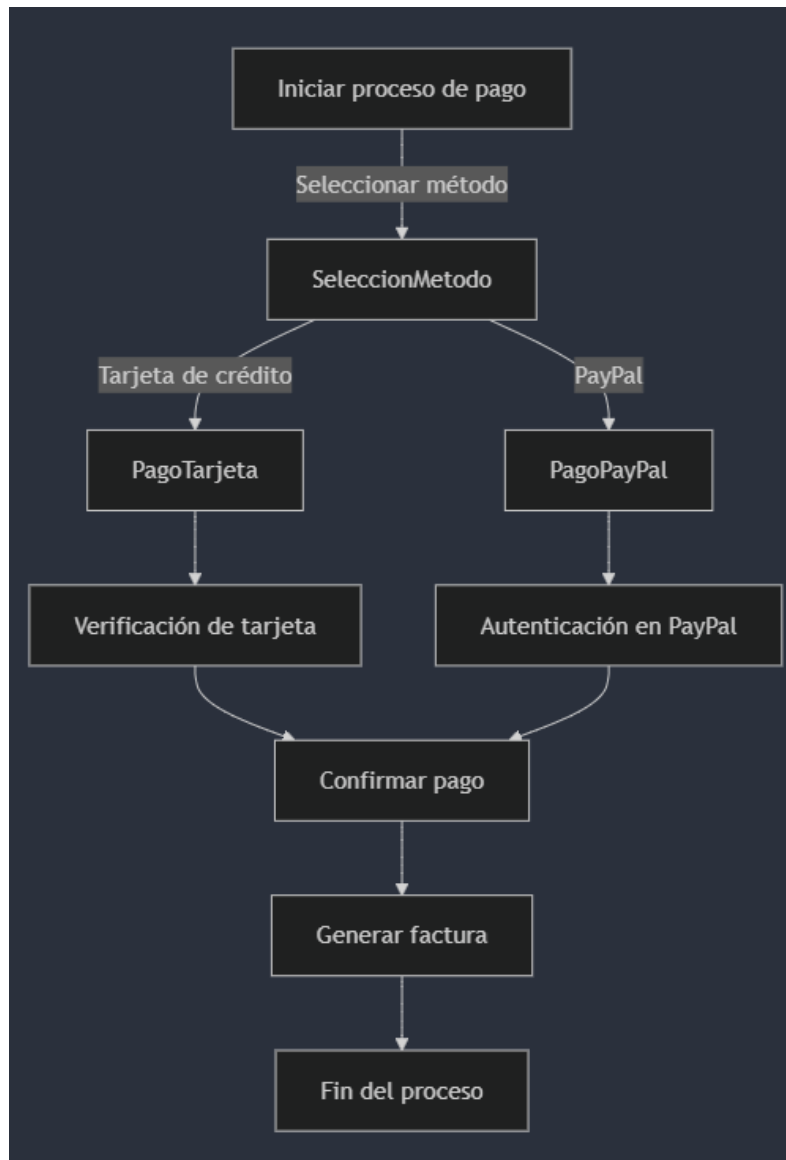 Iniciar proceso de pago
Seleccionar método
SeleccionMetodo
Tarjeta de crédito
PayPal
PagoTarjeta
PagoPayPal
Verificación de tarjeta
Autenticación en PayPal
Confirmar pago
Generar factura
Fin del proceso